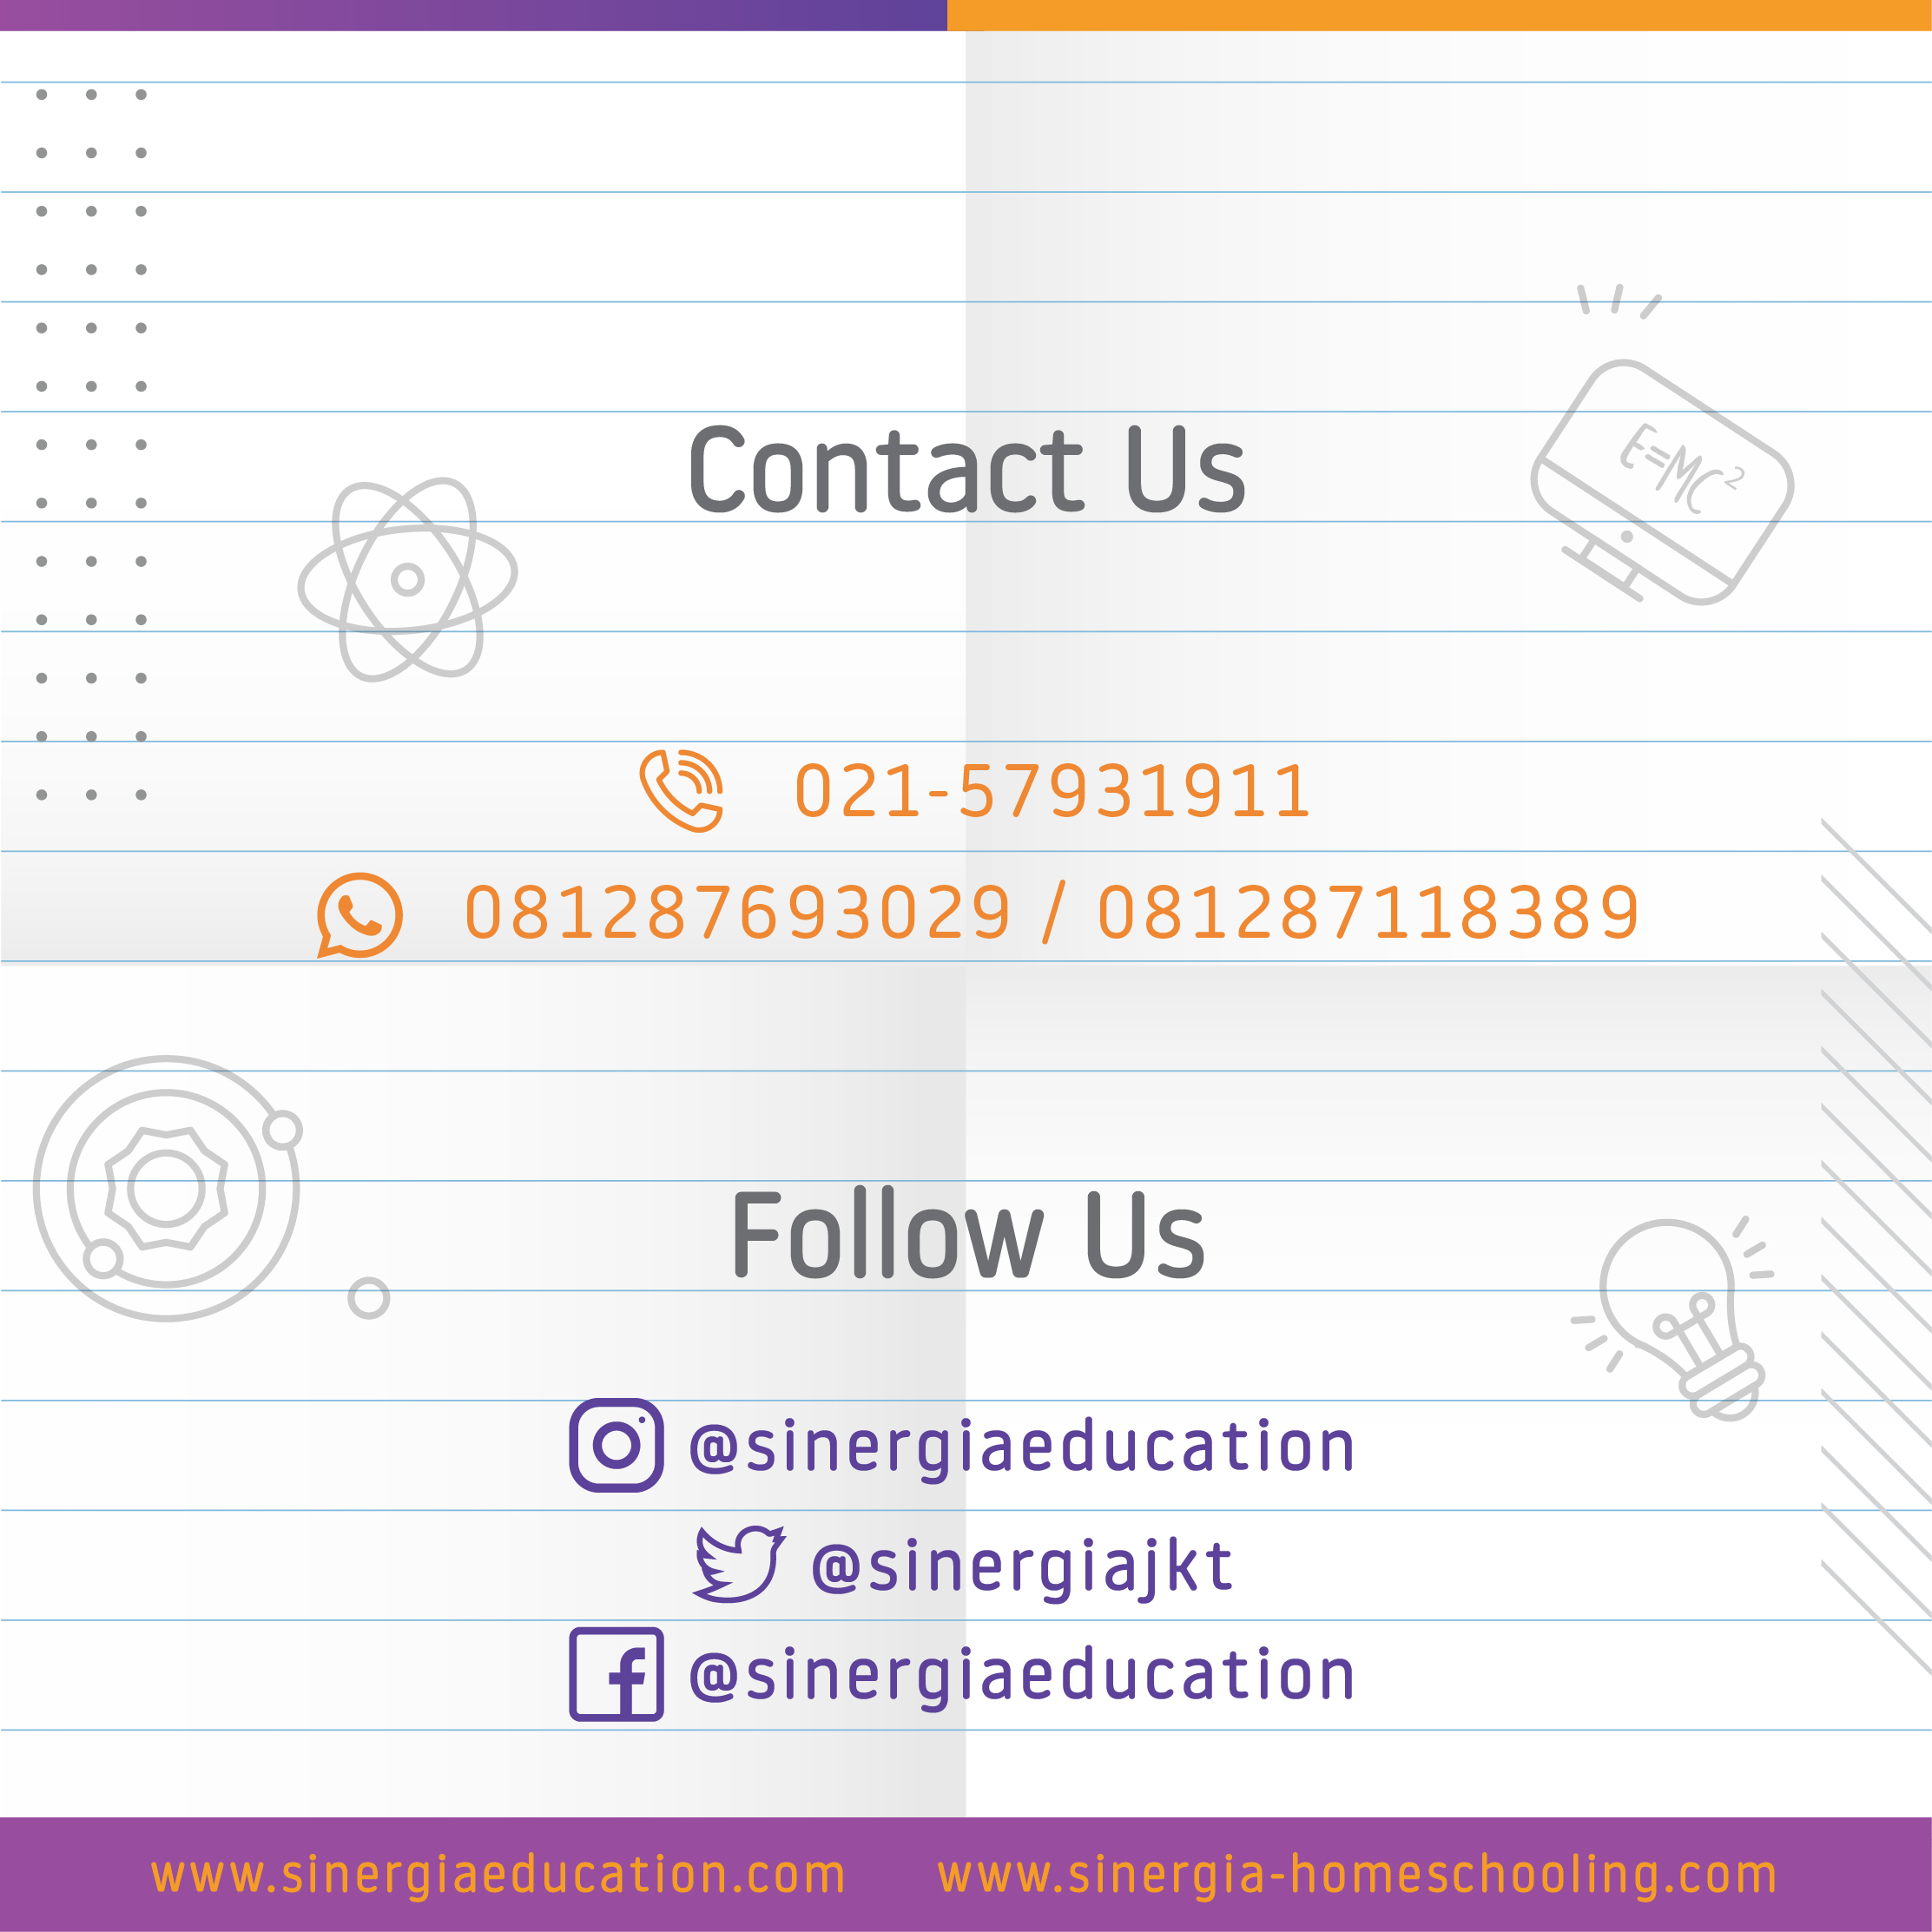 Contact Us
E=MC²
021-57931911
081287693029 / 081287118389
Follow Us
@sinergiaeducation
@sinergiajkt
@sinergiaeducation
www.sinergiaeducation.com www.sinergia-homeschooling.com